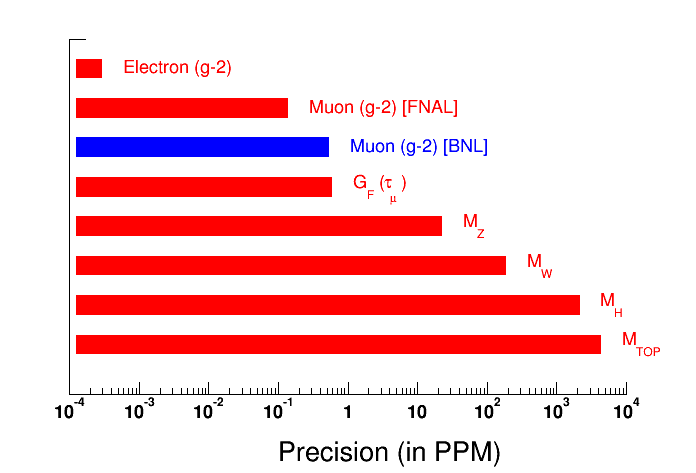 Electron (g-2)
Muon (g-2) [FNAL]
Muon (g-2) [BNL]
G_F (τ_μ)
M_Z
M_W
M_H
M_TOP
10^-4 10^-3 10^-2 10^-1 1 10 10^2 10^3 10^4
Precision (in PPM)